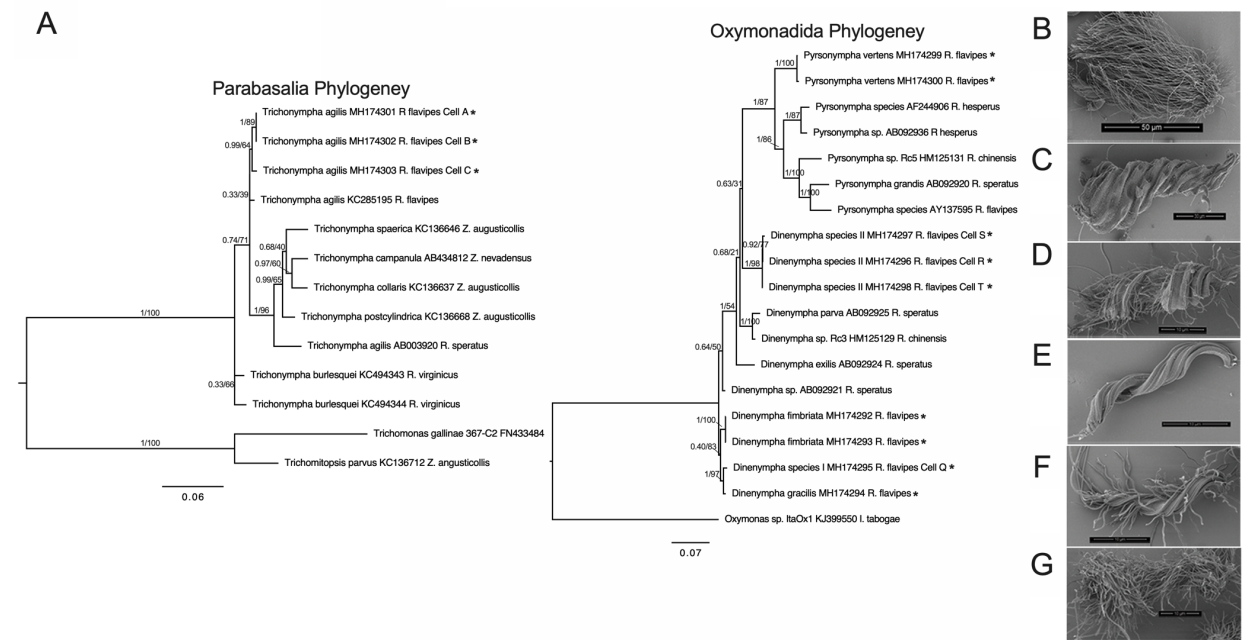 A
Parabasalia Phylogeney
Trichonympha agilis MH174301 R flavipes Cell A *
1/89
Trichonympha agilis MH174302 R. flavipes Cell B *
0.99/64
Trichonympha agilis MH174303 R. flavipes Cell C *
0.33/39
Trichonympha agilis KC285195 R. flavipes
Trichonympha spaerica KC136646 Z. augusticollis
0.74/71
0.68/40
Trichonympha campanula AB434812 Z. nevadensus
0.97/60
0.99/65
Trichonympha collaris KC136637 Z. augusticollis
1/100
1/96
Trichonympha postcylindrica KC136668 Z. augusticollis
Trichonympha agilis AB003920 R. speratus
Trichonympha burlesquei KC494343 R. virginicus
0.33/66
Trichonympha burlesquei KC494344 R. virginicus
Trichomonas gallinae 367-C2 FN433484
1/100
Trichomitopsis parvus KC136712 Z. angusticollis
0.06
Oxymonadida Phylogeney
Pyrsonympha vertens MH174299 R. flavipes *
1/100
Pyrsonympha vertens MH174300 R. flavipes *
1/87
Pyrsonympha species AF244906 R. hesperus
1/87
Pyrsonympha sp. AB092936 R hesperus
1/86
Pyrsonympha sp. Rc5 HM125131 R. chinensis
1/100
Pyrsonympha grandis AB092920 R. speratus
0.63/31
1/100
Pyrsonympha species AY137595 R. flavipes
Dinenympha species II MH174297 R. flavipes Cell S *
0.92/77
0.68/21
Dinenympha species II MH174296 R. flavipes Cell R *
1/98
Dinenympha species II MH174298 R. flavipes Cell T *
1/54
Dinenympha parva AB092925 R. speratus
1/100
Dinenympha sp. Rc3 HM125129 R. chinensis
0.64/50
Dinenympha exilis AB092924 R. speratus
Dinenympha sp. AB092921 R. speratus
Dinenympha fimbriata MH174292 R. flavipes *
1/100
Dinenympha fimbriata MH174293 R. flavipes *
0.40/83
Dinenympha species I MH174295 R. flavipes Cell Q *
1/97
Dinenympha gracilis MH174294 R. flavipes *
Oxymonas sp. ItaOx1 KJ399550 I. tabogae
0.07
B
50 µm
C
D
E
F
G